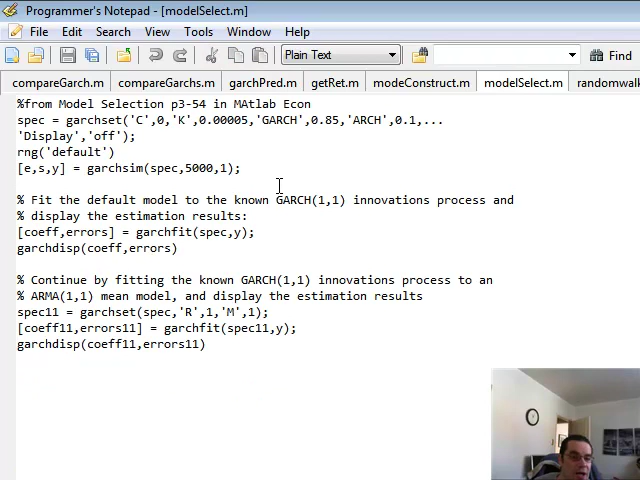 Programmer's Notepad - [modelSelect.m]
File Edit Search View Tools Window Help
Plain Text Find
compareGarch.m compareGarchs.m garchPred.m getRet.m modeConstruct.m modelSelect.m randomwalk
%from Model Selection p3-54 in MAtlab Econ
spec = garchset('C',0,'K',0.00005,'GARCH',0.85,'ARCH',0.1,...
'Display','off');
rng('default')
[e,s,y] = garchsim(spec,5000,1);
% Fit the default model to the known GARCH(1,1) innovations process and
% display the estimation results:
[coeff,errors] = garchfit(spec,y);
garchdisp(coeff,errors)
% Continue by fitting the known GARCH(1,1) innovations process to an
% ARMA(1,1) mean model, and display the estimation results
spec11 = garchset(spec,'R',1,'M',1);
[coeff11,errors11] = garchfit(spec11,y);
garchdisp(coeff11,errors11)